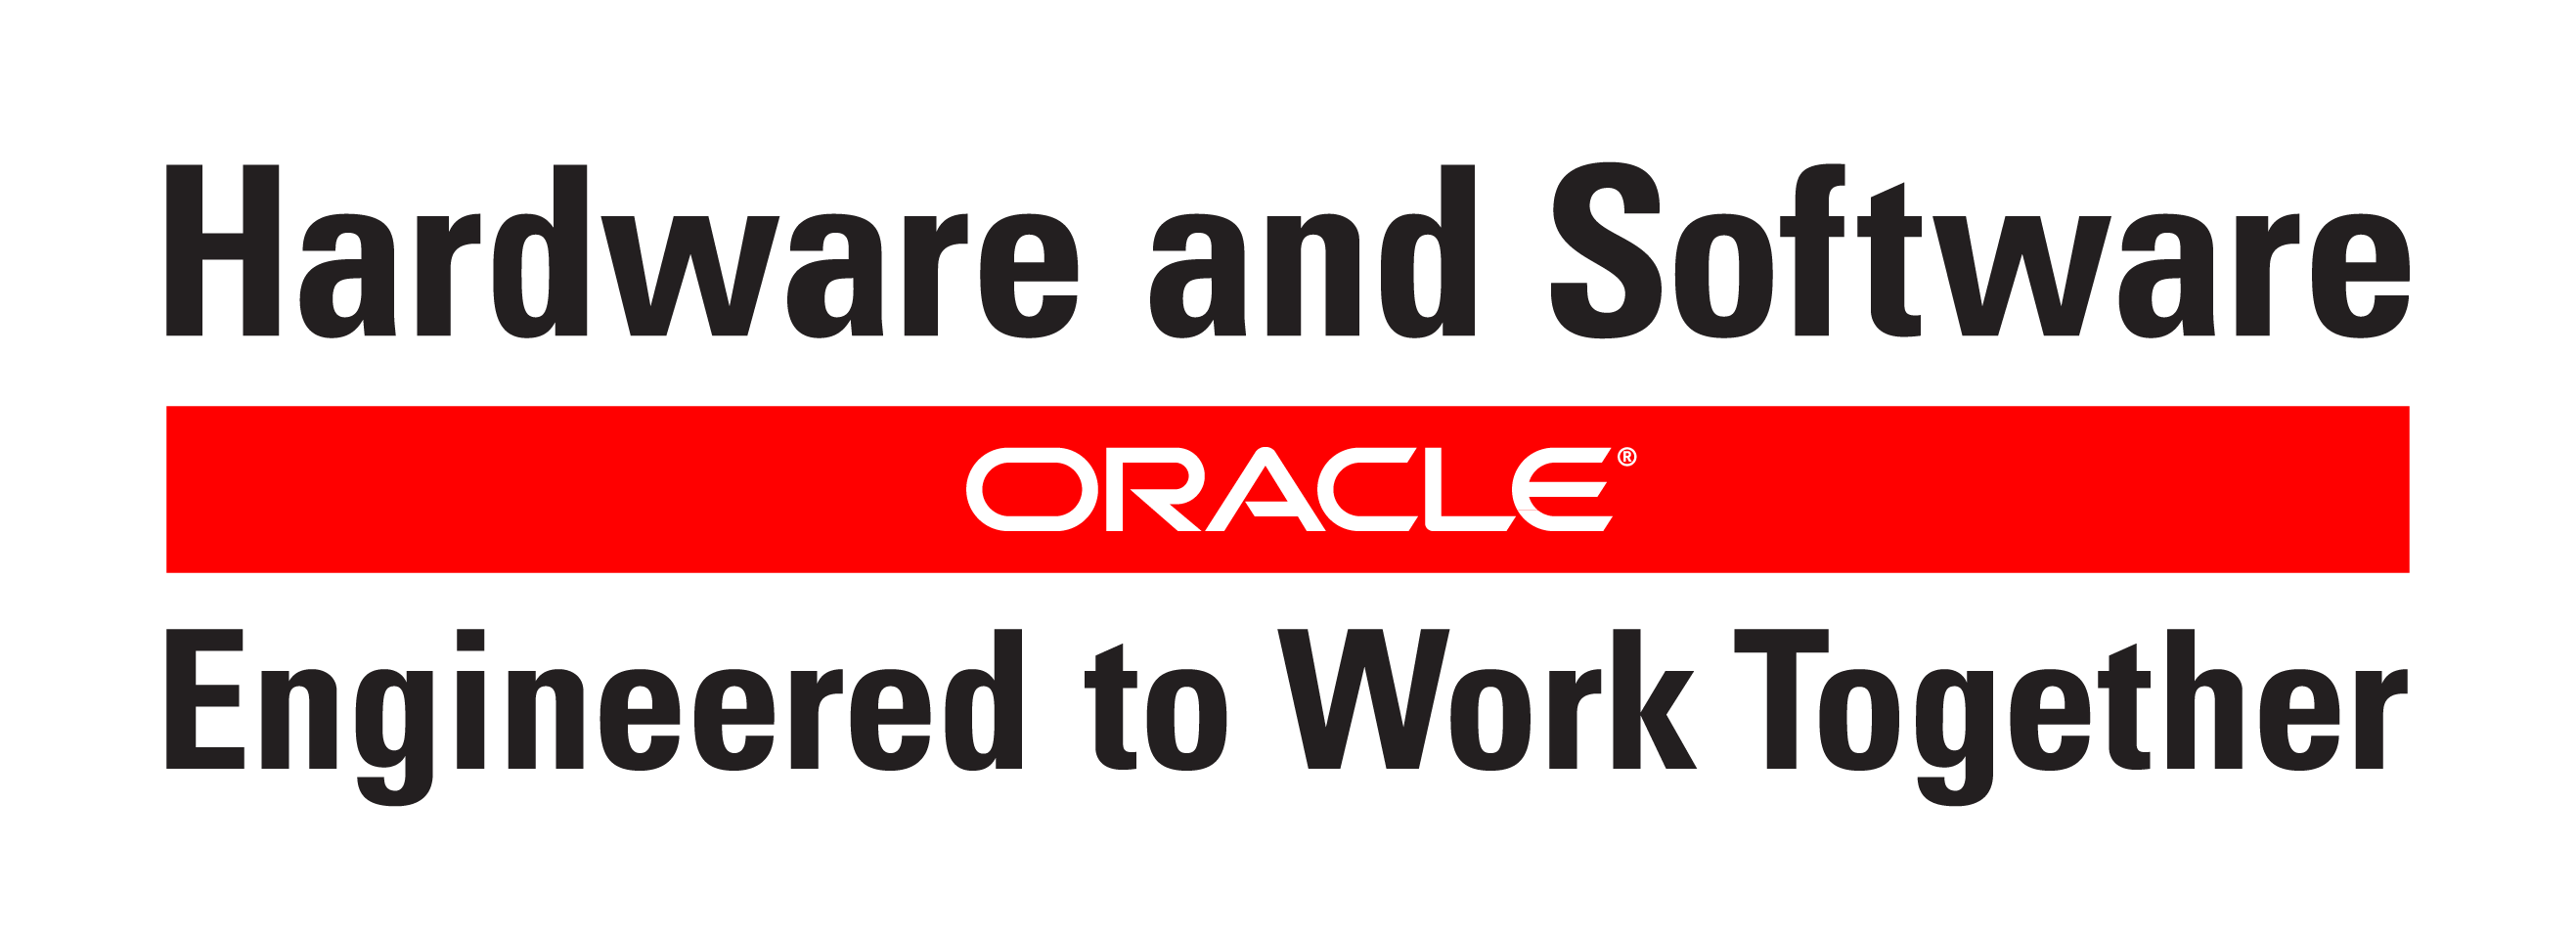 Hardware and Software
ORACLE®
Engineered to Work Together